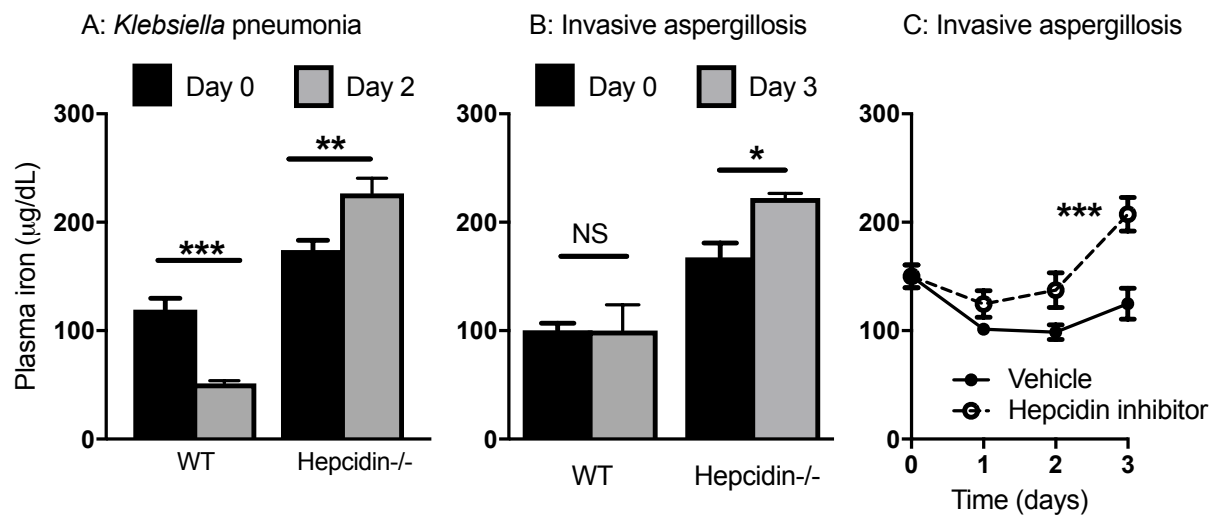 A: Klebsiella pneumonia
Day 0 Day 2
Plasma iron (μg/dL)
300
200
100
0
**
***
WT Hepcidin-/-
B: Invasive aspergillosis
Day 0 Day 3
300
200
100
0
*
NS
WT Hepcidin-/-
C: Invasive aspergillosis
300
200
100
0
***
Vehicle
Hepcidin inhibitor
0 1 2 3
Time (days)